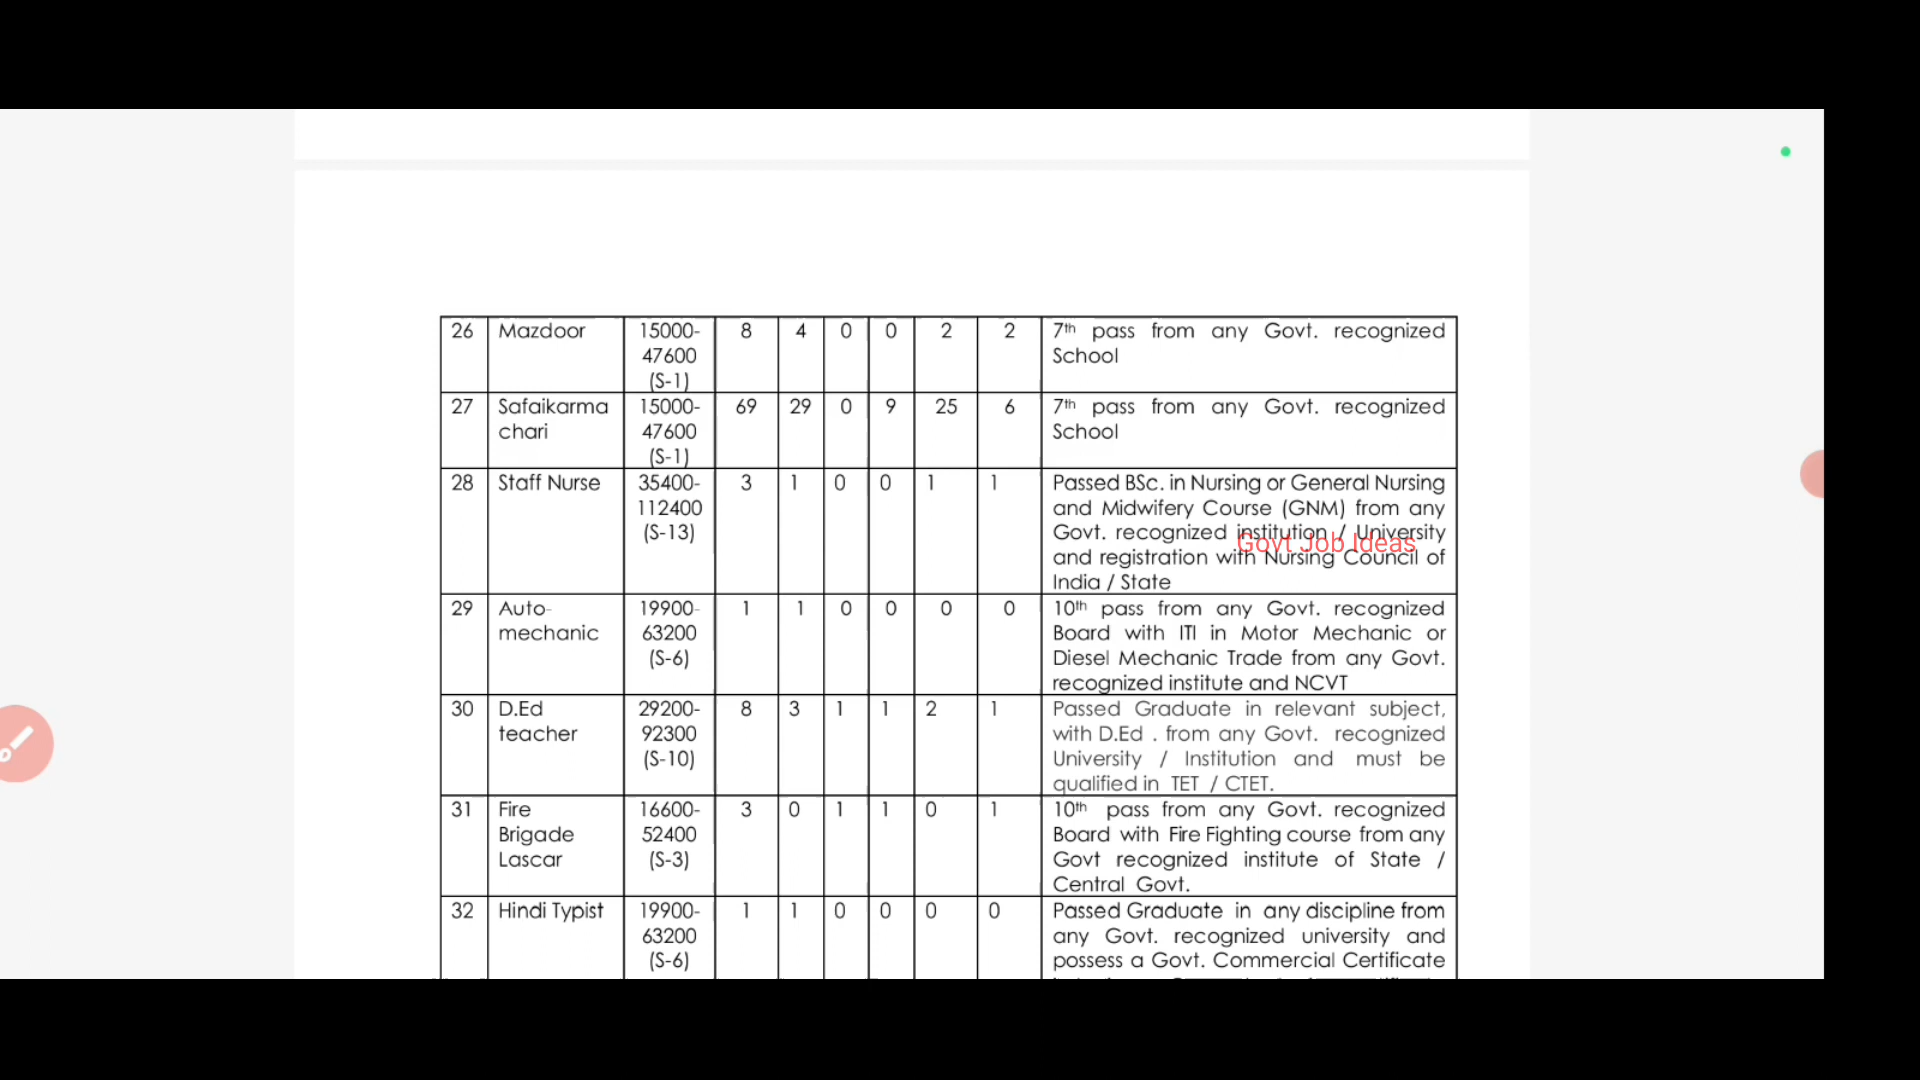 26 Mazdoor 15000- 8 4 0 0 2 2 7th pass from any Govt. recognized
47600 School
(S-1)
27 Safaikarma 15000- 69 29 0 9 25 6 7th pass from any Govt. recognized
chari 47600 School
(S-1)
28 Staff Nurse 35400- 3 1 0 0 1 1 Passed BSc. in Nursing or General Nursing
112400 and Midwifery Course (GNM) from any
(S-13) Govt. recognized institution / University
Govt Job Ideas
and registration with Nursing Council of
India / State
29 Auto- 19900- 1 1 0 0 0 0 10th pass from any Govt. recognized
mechanic 63200 Board with ITI in Motor Mechanic or
(S-6) Diesel Mechanic Trade from any Govt.
recognized institute and NCVT
30 D.Ed 29200- 8 3 1 1 2 1 Passed Graduate in relevant subject,
teacher 92300 with D.Ed . from any Govt. recognized
(S-10) University / Institution and must be
qualified in TET / CTET.
31 Fire 16600- 3 0 1 1 0 1 10th pass from any Govt. recognized
Brigade 52400 Board with Fire Fighting course from any
Lascar (S-3) Govt recognized institute of State /
Central Govt.
32 Hindi Typist 19900- 1 1 0 0 0 0 Passed Graduate in any discipline from
63200 any Govt. recognized university and
(S-6) possess a Govt. Commercial Certificate